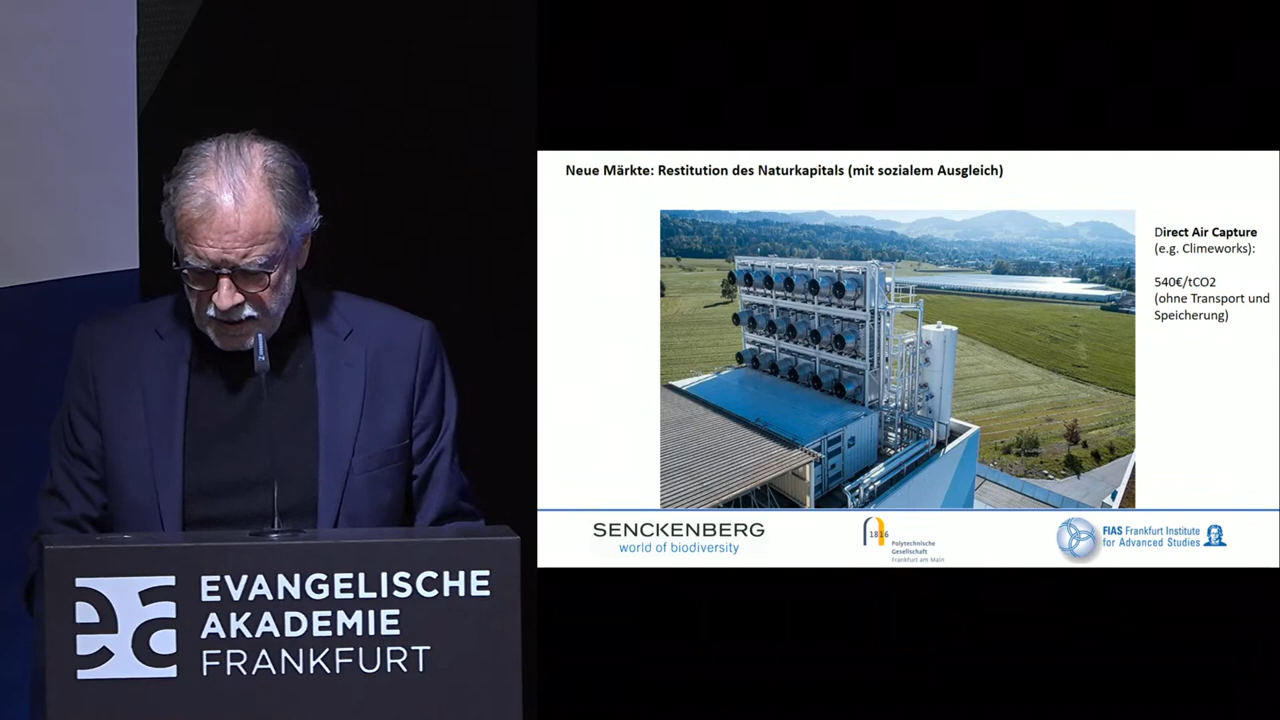 Neue Märkte: Restitution des Naturkapitals (mit sozialem Ausgleich)
Direct Air Capture
(e.g. Climeworks):
540€/tCO2
(ohne Transport und
Speicherung)
SENCKENBERG
world of biodiversity
1816
Polytechnische
Gesellschaft
Frankfurt am Main
FIAS Frankfurt Institute
for Advanced Studies
ea
EVANGELISCHE
AKADEMIE
FRANKFURT